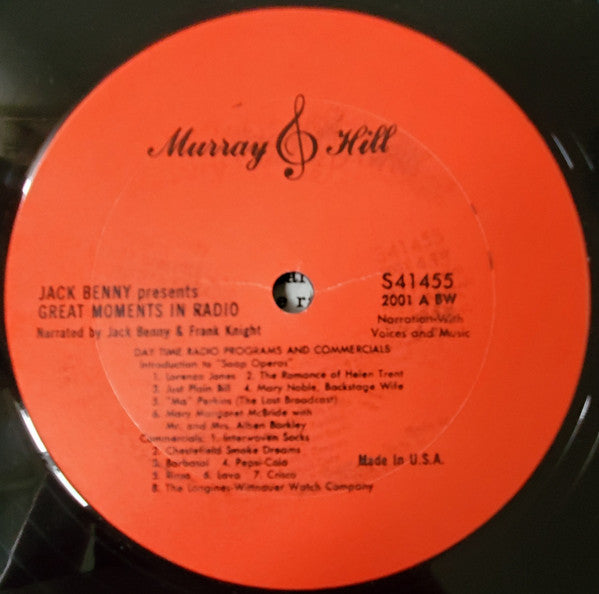 Murray Hill
S41455
2001 A BW
Narration With
Voices and Music
JACK BENNY presents
GREAT MOMENTS IN RADIO
Narrated by Jack Benny & Frank Knight
DAY TIME RADIO PROGRAMS AND COMMERCIALS
Introduction to "Soap Operas"
1. Lorenzo Jones 2. The Romance of Helen Trent
3. Just Plain Bill 4. Mary Noble, Backstage Wife
5. "Ma" Perkins (The Last Broadcast)
6. Mary Margaret McBride with
Mr. and Mrs. Alben Barkley
Commercials: 1. Interwoven Socks
2. Chesterfield Smoke Dreams
3. Barbasol 4. Pepsi-Cola
5. Rinso 6. Lava 7. Crisco
8. The Longines-Wittnauer Watch Company
Made In U.S.A.